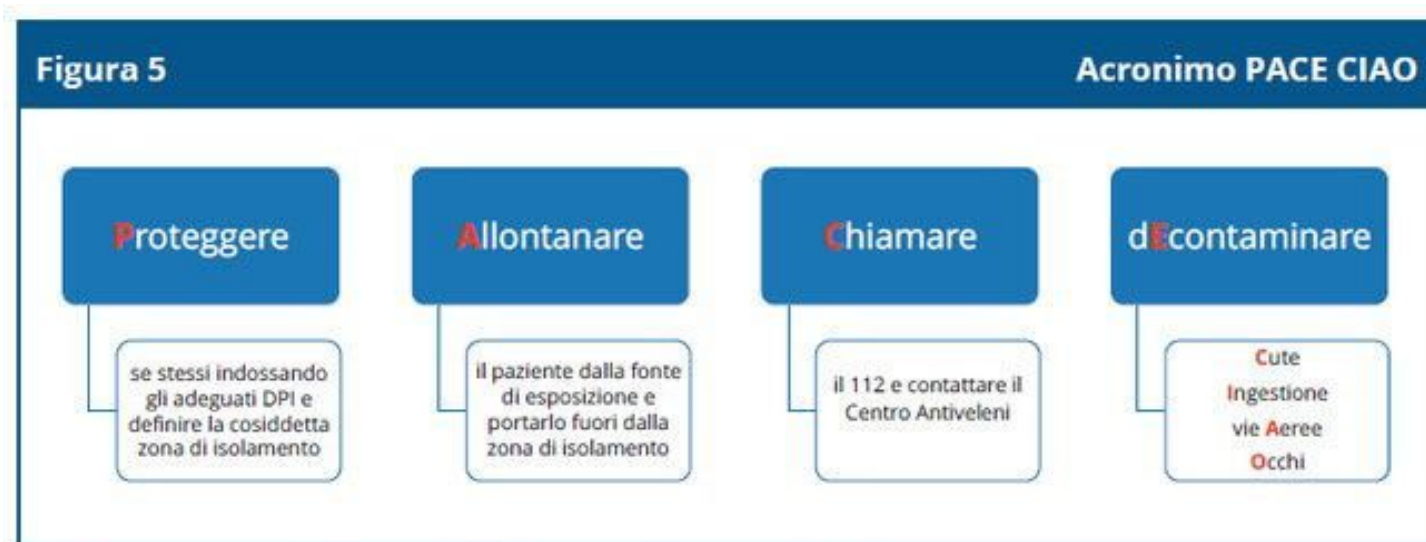 Figura 5
Acronimo PACE CIAO
Proteggere
se stessi indossando
gli adeguati DPI e
definire la cosiddetta
zona di isolamento
Allontanare
il paziente dalla fonte
di esposizione e
portarlo fuori dalla
zona di isolamento
Chiamare
il 112 e contattare il
Centro Antiveleni
dEcontaminare
Cute
Ingestione
vie Aeree
Occhi